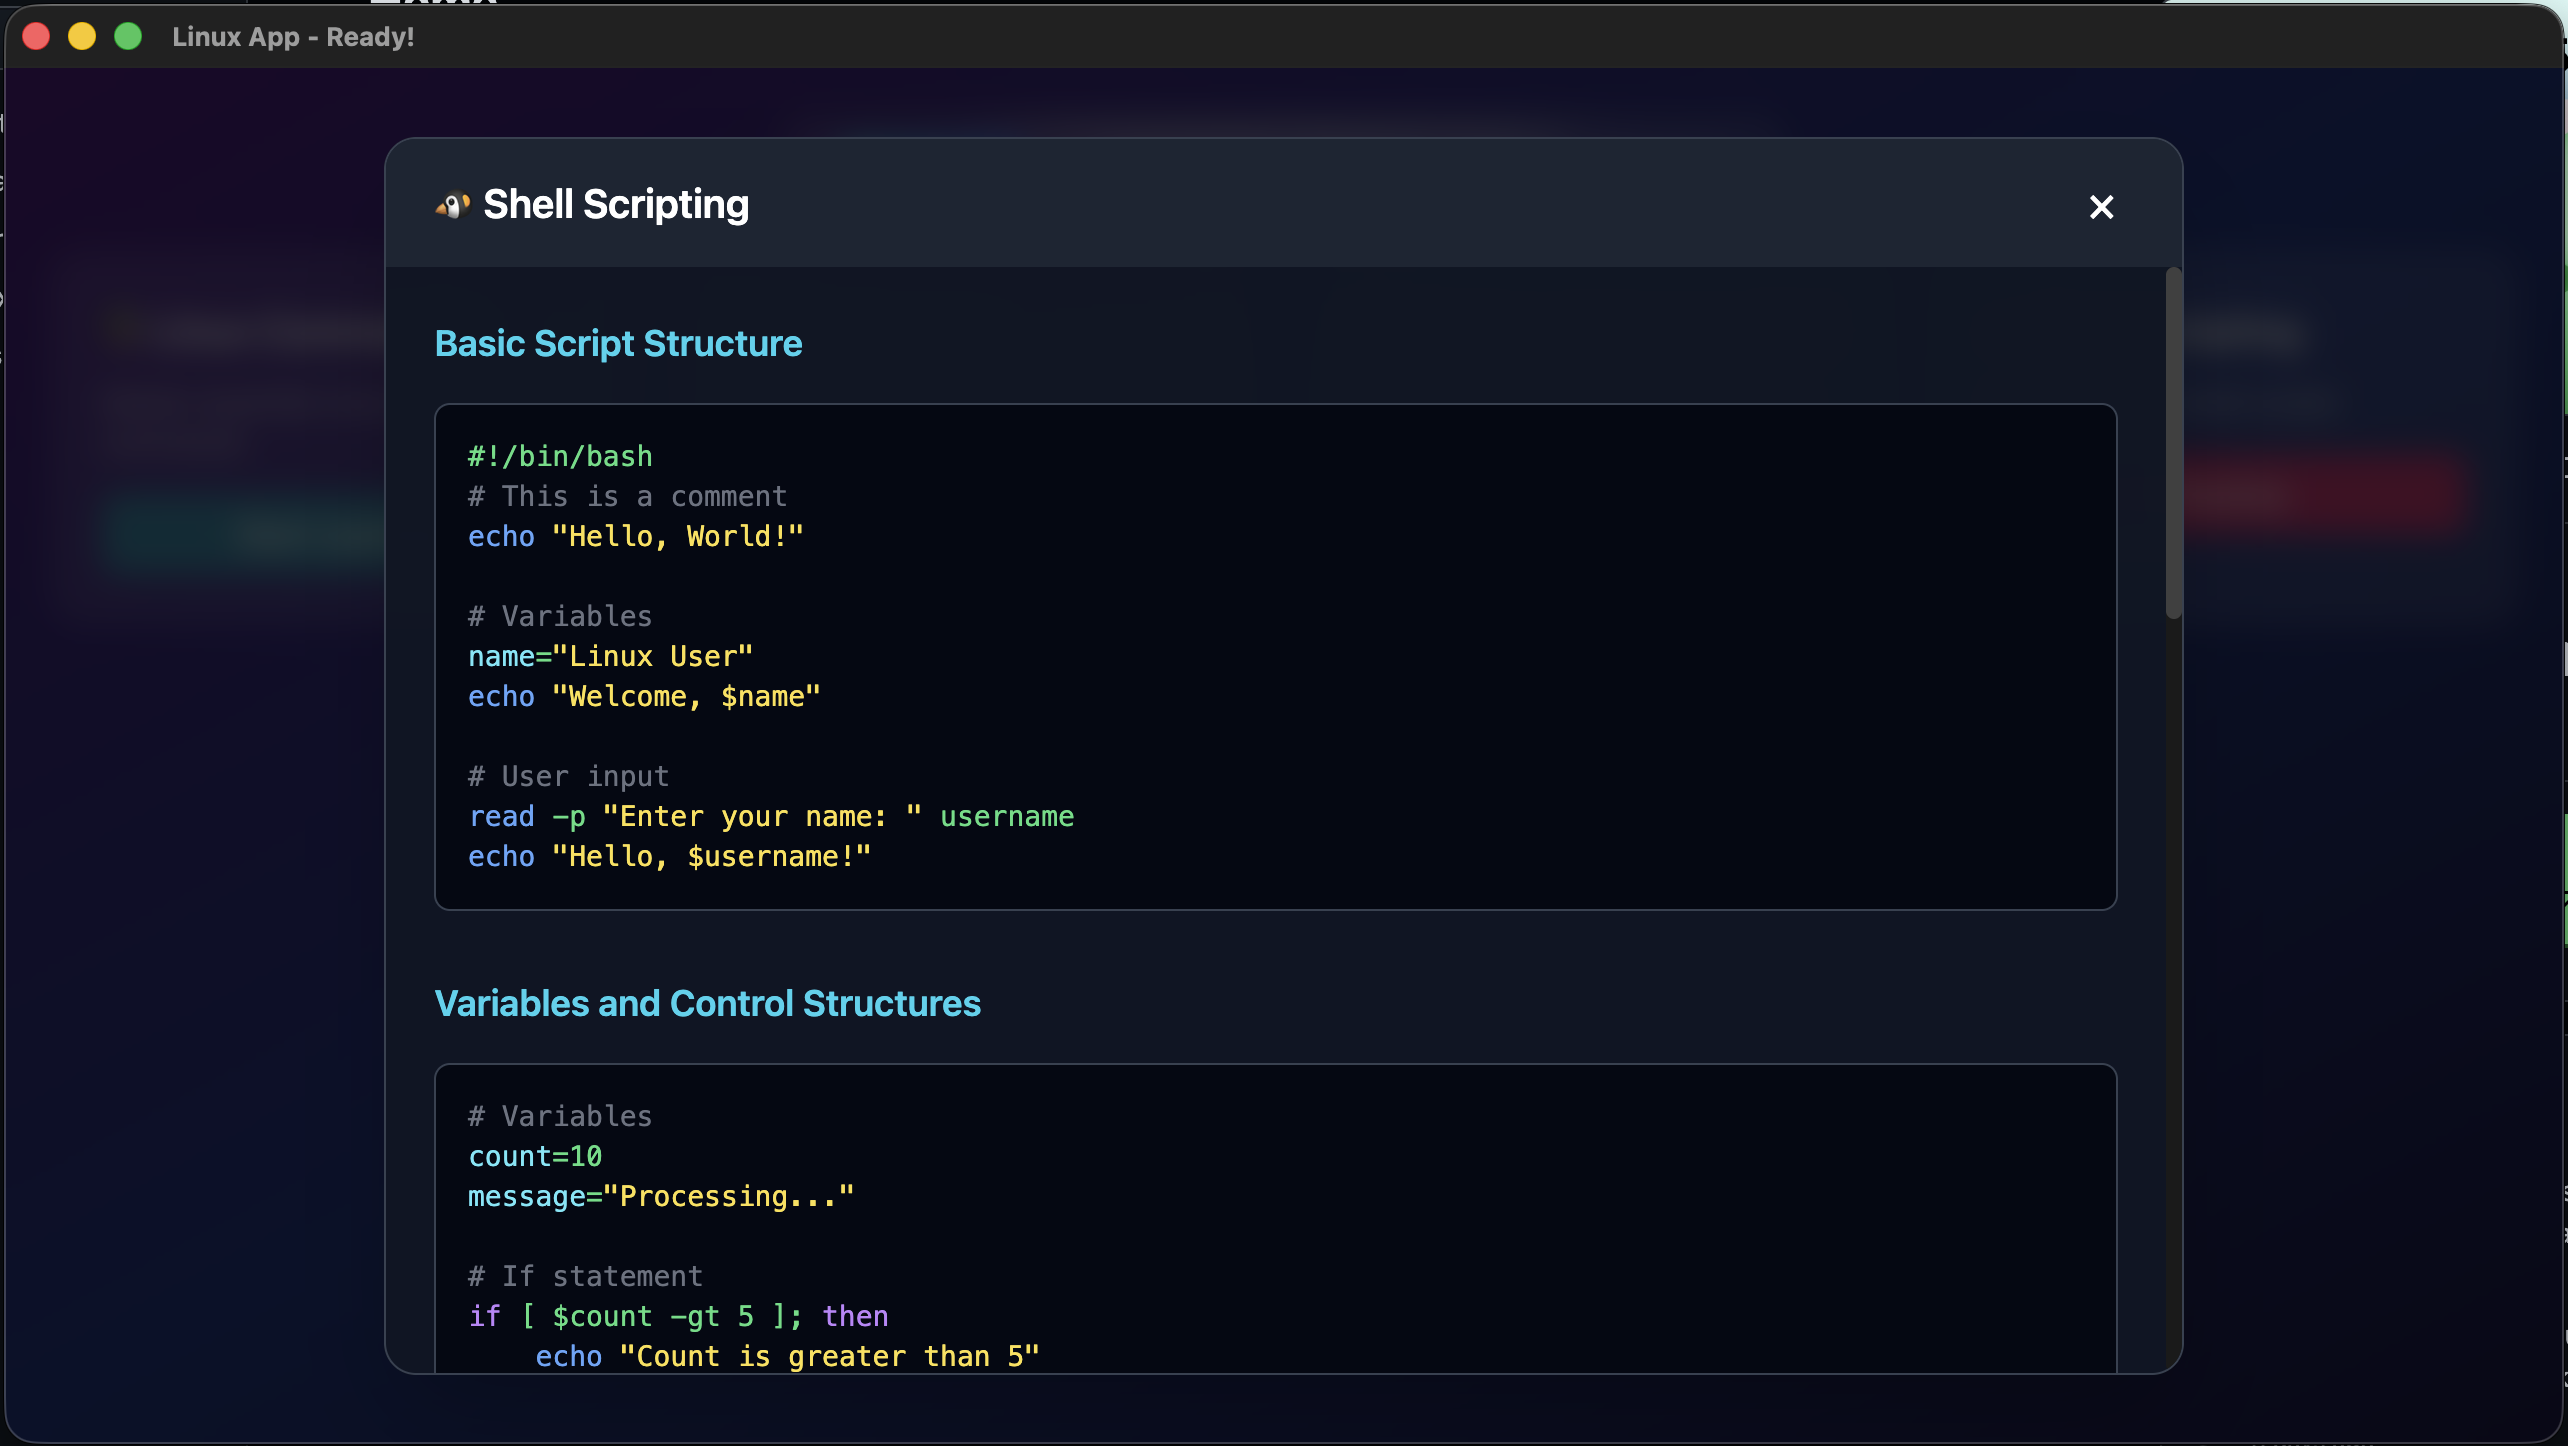 Linux App - Ready!
Shell Scripting
Basic Script Structure
#!/bin/bash
# This is a comment
echo "Hello, World!"
# Variables
name="Linux User"
echo "Welcome, $name"
# User input
read -p "Enter your name: " username
echo "Hello, $username!"
Variables and Control Structures
# Variables
count=10
message="Processing..."
# If statement
if [ $count -gt 5 ]; then
    echo "Count is greater than 5"